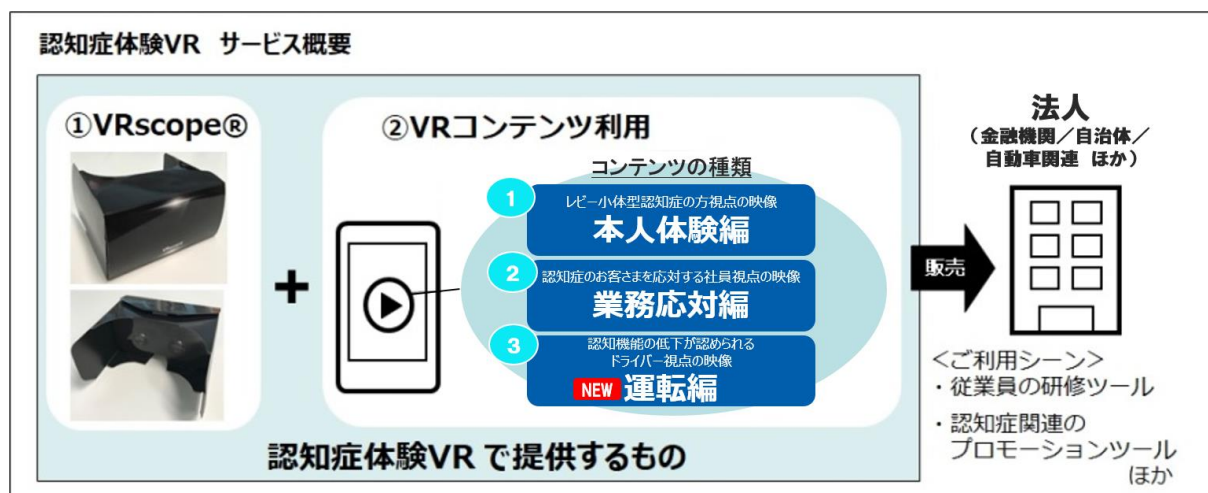 認知症体験VR サービス概要
①VRscope®
②VRコンテンツ利用
コンテンツの種類
1
レビー小体型認知症の方視点の映像
本人体験編
2
認知症のお客さまを応対する社員視点の映像
業務応対編
3
認知機能の低下が認められる
ドライバー視点の映像
NEW 運転編
+
認知症体験VRで提供するもの
販売
法人
(金融機関/自治体/
自動車関連 ほか)
<ご利用シーン>
・従業員の研修ツール
・認知症関連の
プロモーションツール
ほか